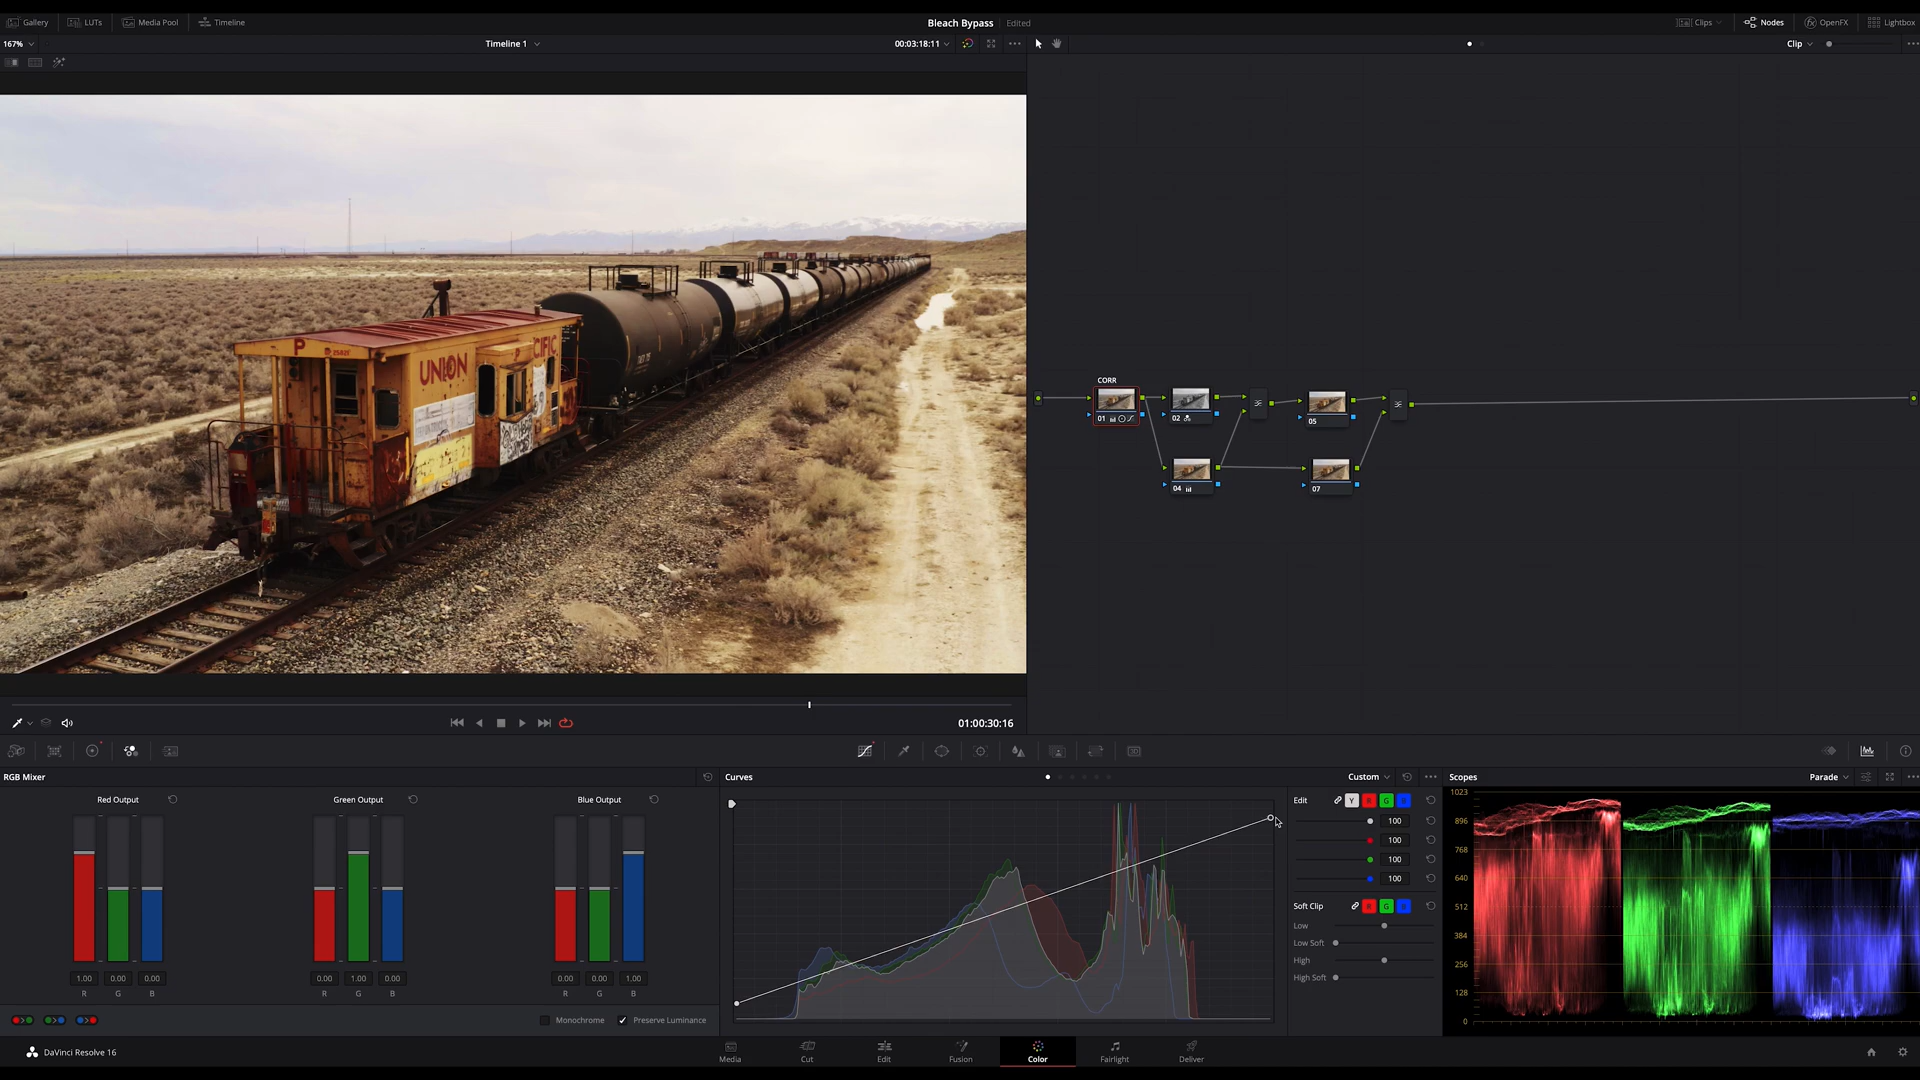 Gallery LUTs Media Pool Timeline Bleach Bypass Edited Clips Nodes OpenFX Lightbox
167% Timeline 1 00:03:18:11 Clip
P
UNION
P
CIFIC
CORR
01 02 05
04 07
01:00:30:16
RGB Mixer Curves Custom Scopes Parade
Red Output Green Output Blue Output
Edit Y R G B
100
100
100
100
Soft Clip R G B
Low
Low Soft
High
High Soft
1023
896
768
640
512
384
256
128
0
1.00 0.00 0.00 0.00 1.00 0.00 0.00 0.00 1.00
R G B R G B R G B
Monochrome Preserve Luminance
DaVinci Resolve 16
Media Cut Edit Fusion Color Fairlight Deliver